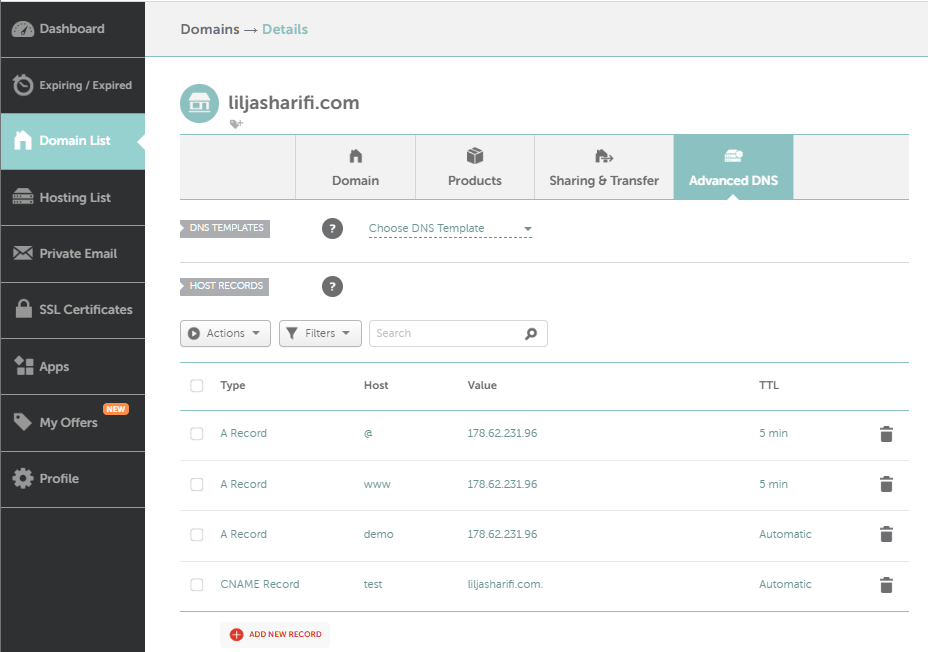 Dashboard
Expiring / Expired
Domain List
Hosting List
Private Email
SSL Certificates
Apps
NEW
My Offers
Profile
Domains → Details
liljasharifi.com
Domain Products Sharing & Transfer Advanced DNS
DNS TEMPLATES ? Choose DNS Template
HOST RECORDS ?
Actions Filters Search
Type Host Value TTL
A Record @ 178.62.231.96 5 min
A Record www 178.62.231.96 5 min
A Record demo 178.62.231.96 Automatic
CNAME Record test liljasharifi.com. Automatic
ADD NEW RECORD